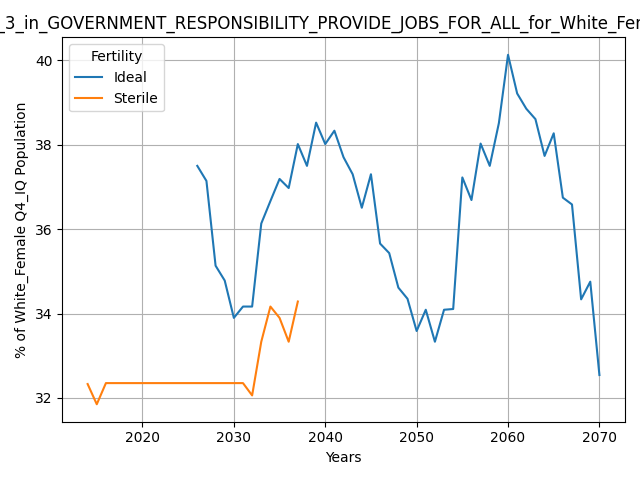 _3_in_GOVERNMENT_RESPONSIBILITY_PROVIDE_JOBS_FOR_ALL_for_White_Fe
Fertility
Ideal
Sterile
% of White_Female Q4_IQ Population
40
38
36
34
32
2020
2030
2040
2050
2060
2070
Years